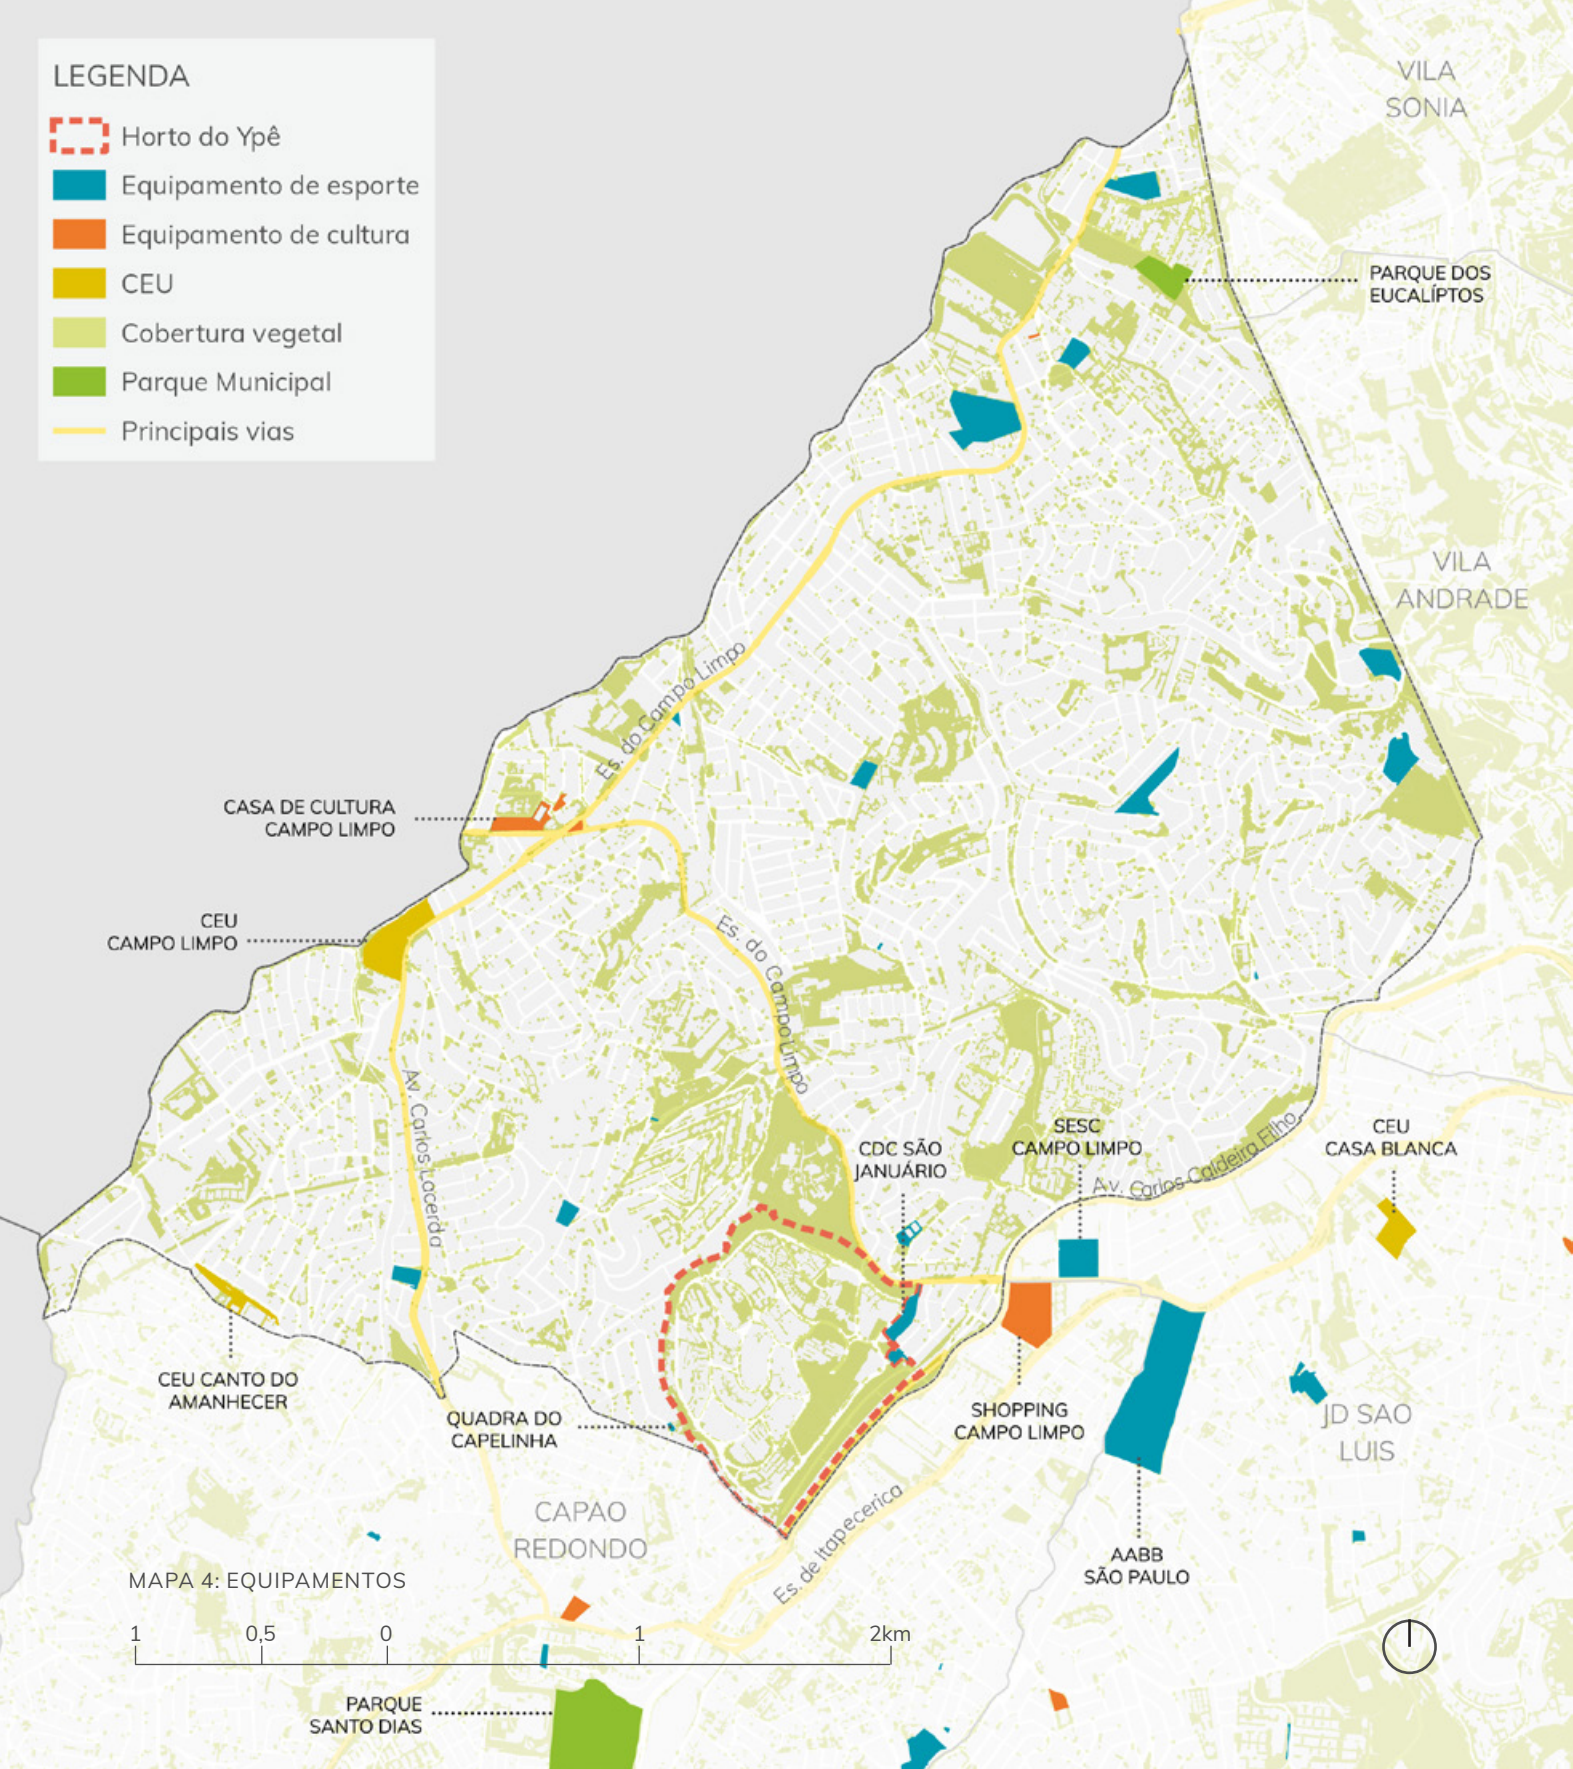 LEGENDA
Horto do Ypê
Equipamento de esporte
Equipamento de cultura
CEU
Cobertura vegetal
Parque Municipal
Principais vias
VILA
SONIA
PARQUE DOS
EUCALÍPTOS
VILA
ANDRADE
Es. do Campo Limpo
CASA DE CULTURA
CAMPO LIMPO
CEU
CAMPO LIMPO
Es. do Campo Limpo
Av. Carlos Lacerda
CDC SÃO
JANUÁRIO
SESC
CAMPO LIMPO
CEU
CASA BLANCA
Av. Carlos Caldeira Filho
CEU CANTO DO
AMANHECER
QUADRA DO
CAPELINHA
SHOPPING
CAMPO LIMPO
JD SAO
LUIS
CAPAO
REDONDO
Es. de Itapecerica
AABB
SÃO PAULO
MAPA 4: EQUIPAMENTOS
1 0,5 0 1 2km
PARQUE
SANTO DIAS